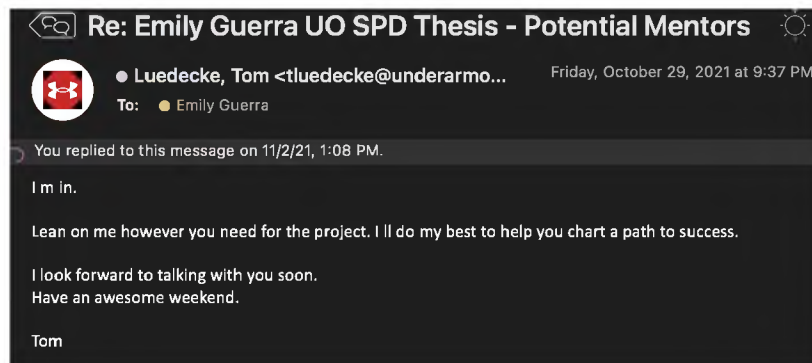 Re: Emily Guerra UO SPD Thesis - Potential Mentors
Luedecke, Tom <tluedecke@underarmo...
Friday, October 29, 2021 at 9:37 PM
To: Emily Guerra
You replied to this message on 11/2/21, 1:08 PM.
I m in.
Lean on me however you need for the project. I ll do my best to help you chart a path to success.
I look forward to talking with you soon.
Have an awesome weekend.
Tom